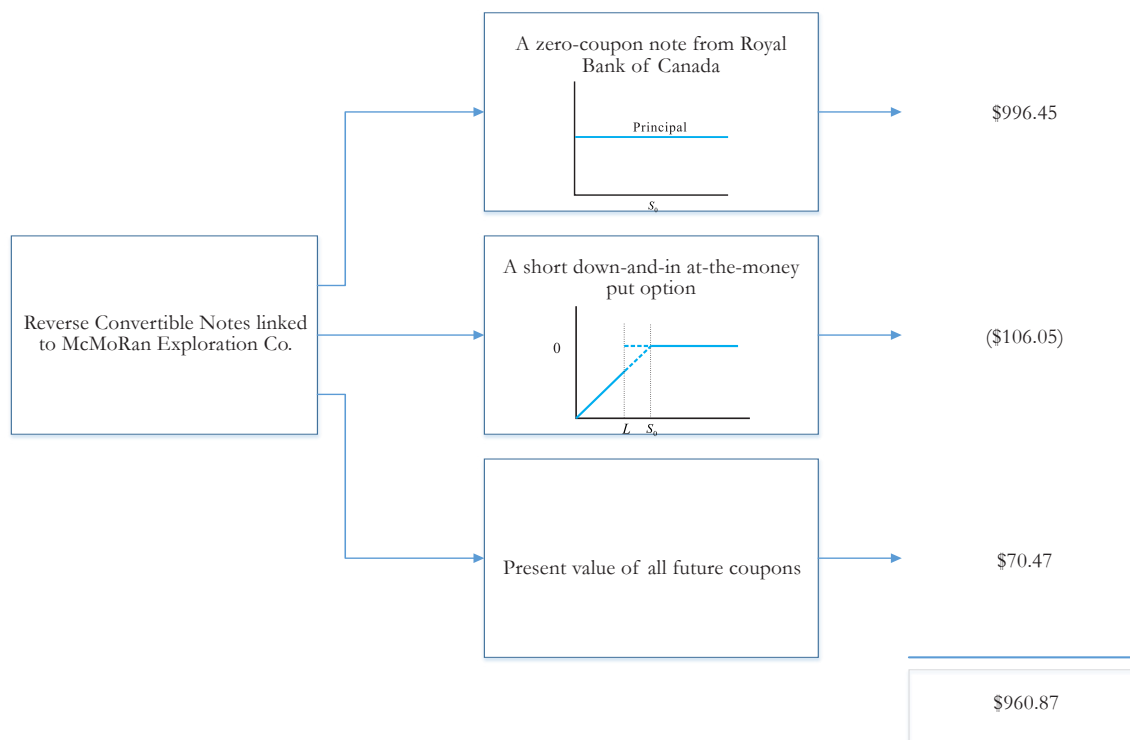 A zero-coupon note from Royal
Bank of Canada
Principal
S₀
$996.45
Reverse Convertible Notes linked
to McMoRan Exploration Co.
A short down-and-in at-the-money
put option
0
L S₀
($106.05)
Present value of all future coupons
$70.47
$960.87